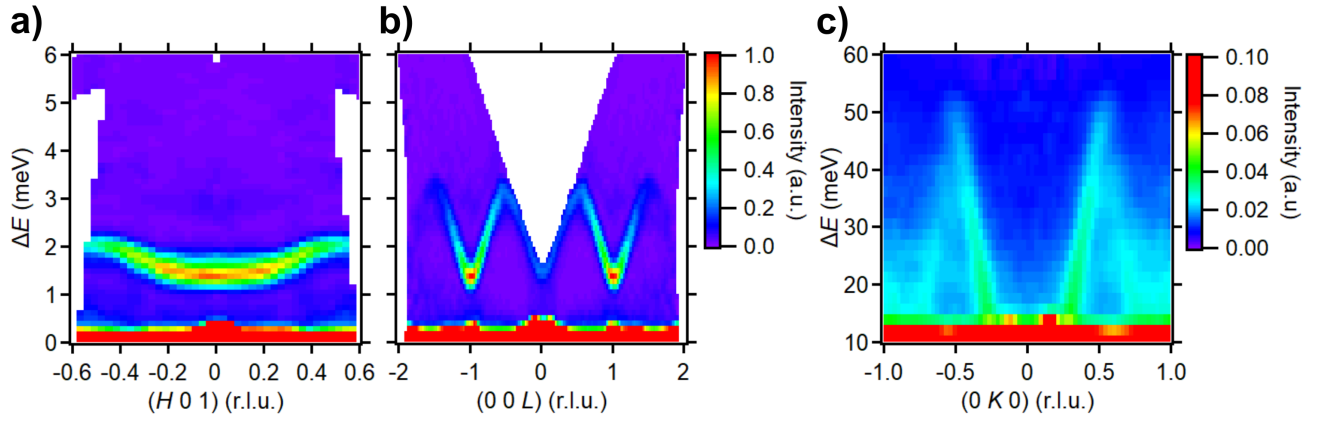 a)
b)
c)
6
5
4
3
2
1
0
ΔE (meV)
-0.6 -0.4 -0.2 0 0.2 0.4 0.6
(H 0 1) (r.l.u.)
-2 -1 0 1 2
(0 0 L) (r.l.u.)
1.0
0.8
0.6
0.4
0.2
0.0
Intensity (a.u.)
60
50
40
30
20
10
ΔE (meV)
-1.0 -0.5 0 0.5 1.0
(0 K 0) (r.l.u.)
0.10
0.08
0.06
0.04
0.02
0.00
Intensity (a.u)